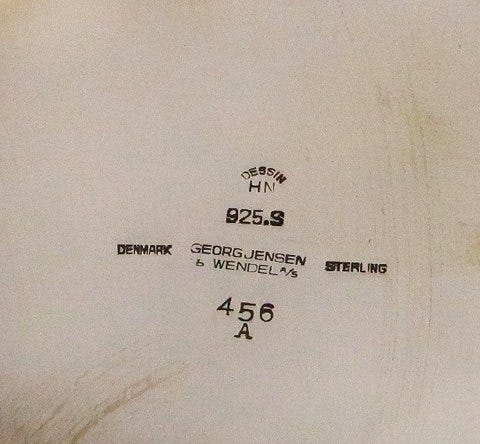 DESSIN
HN
925.S
DENMARK GEORG JENSEN STERLING
& WENDEL A/S
456
A